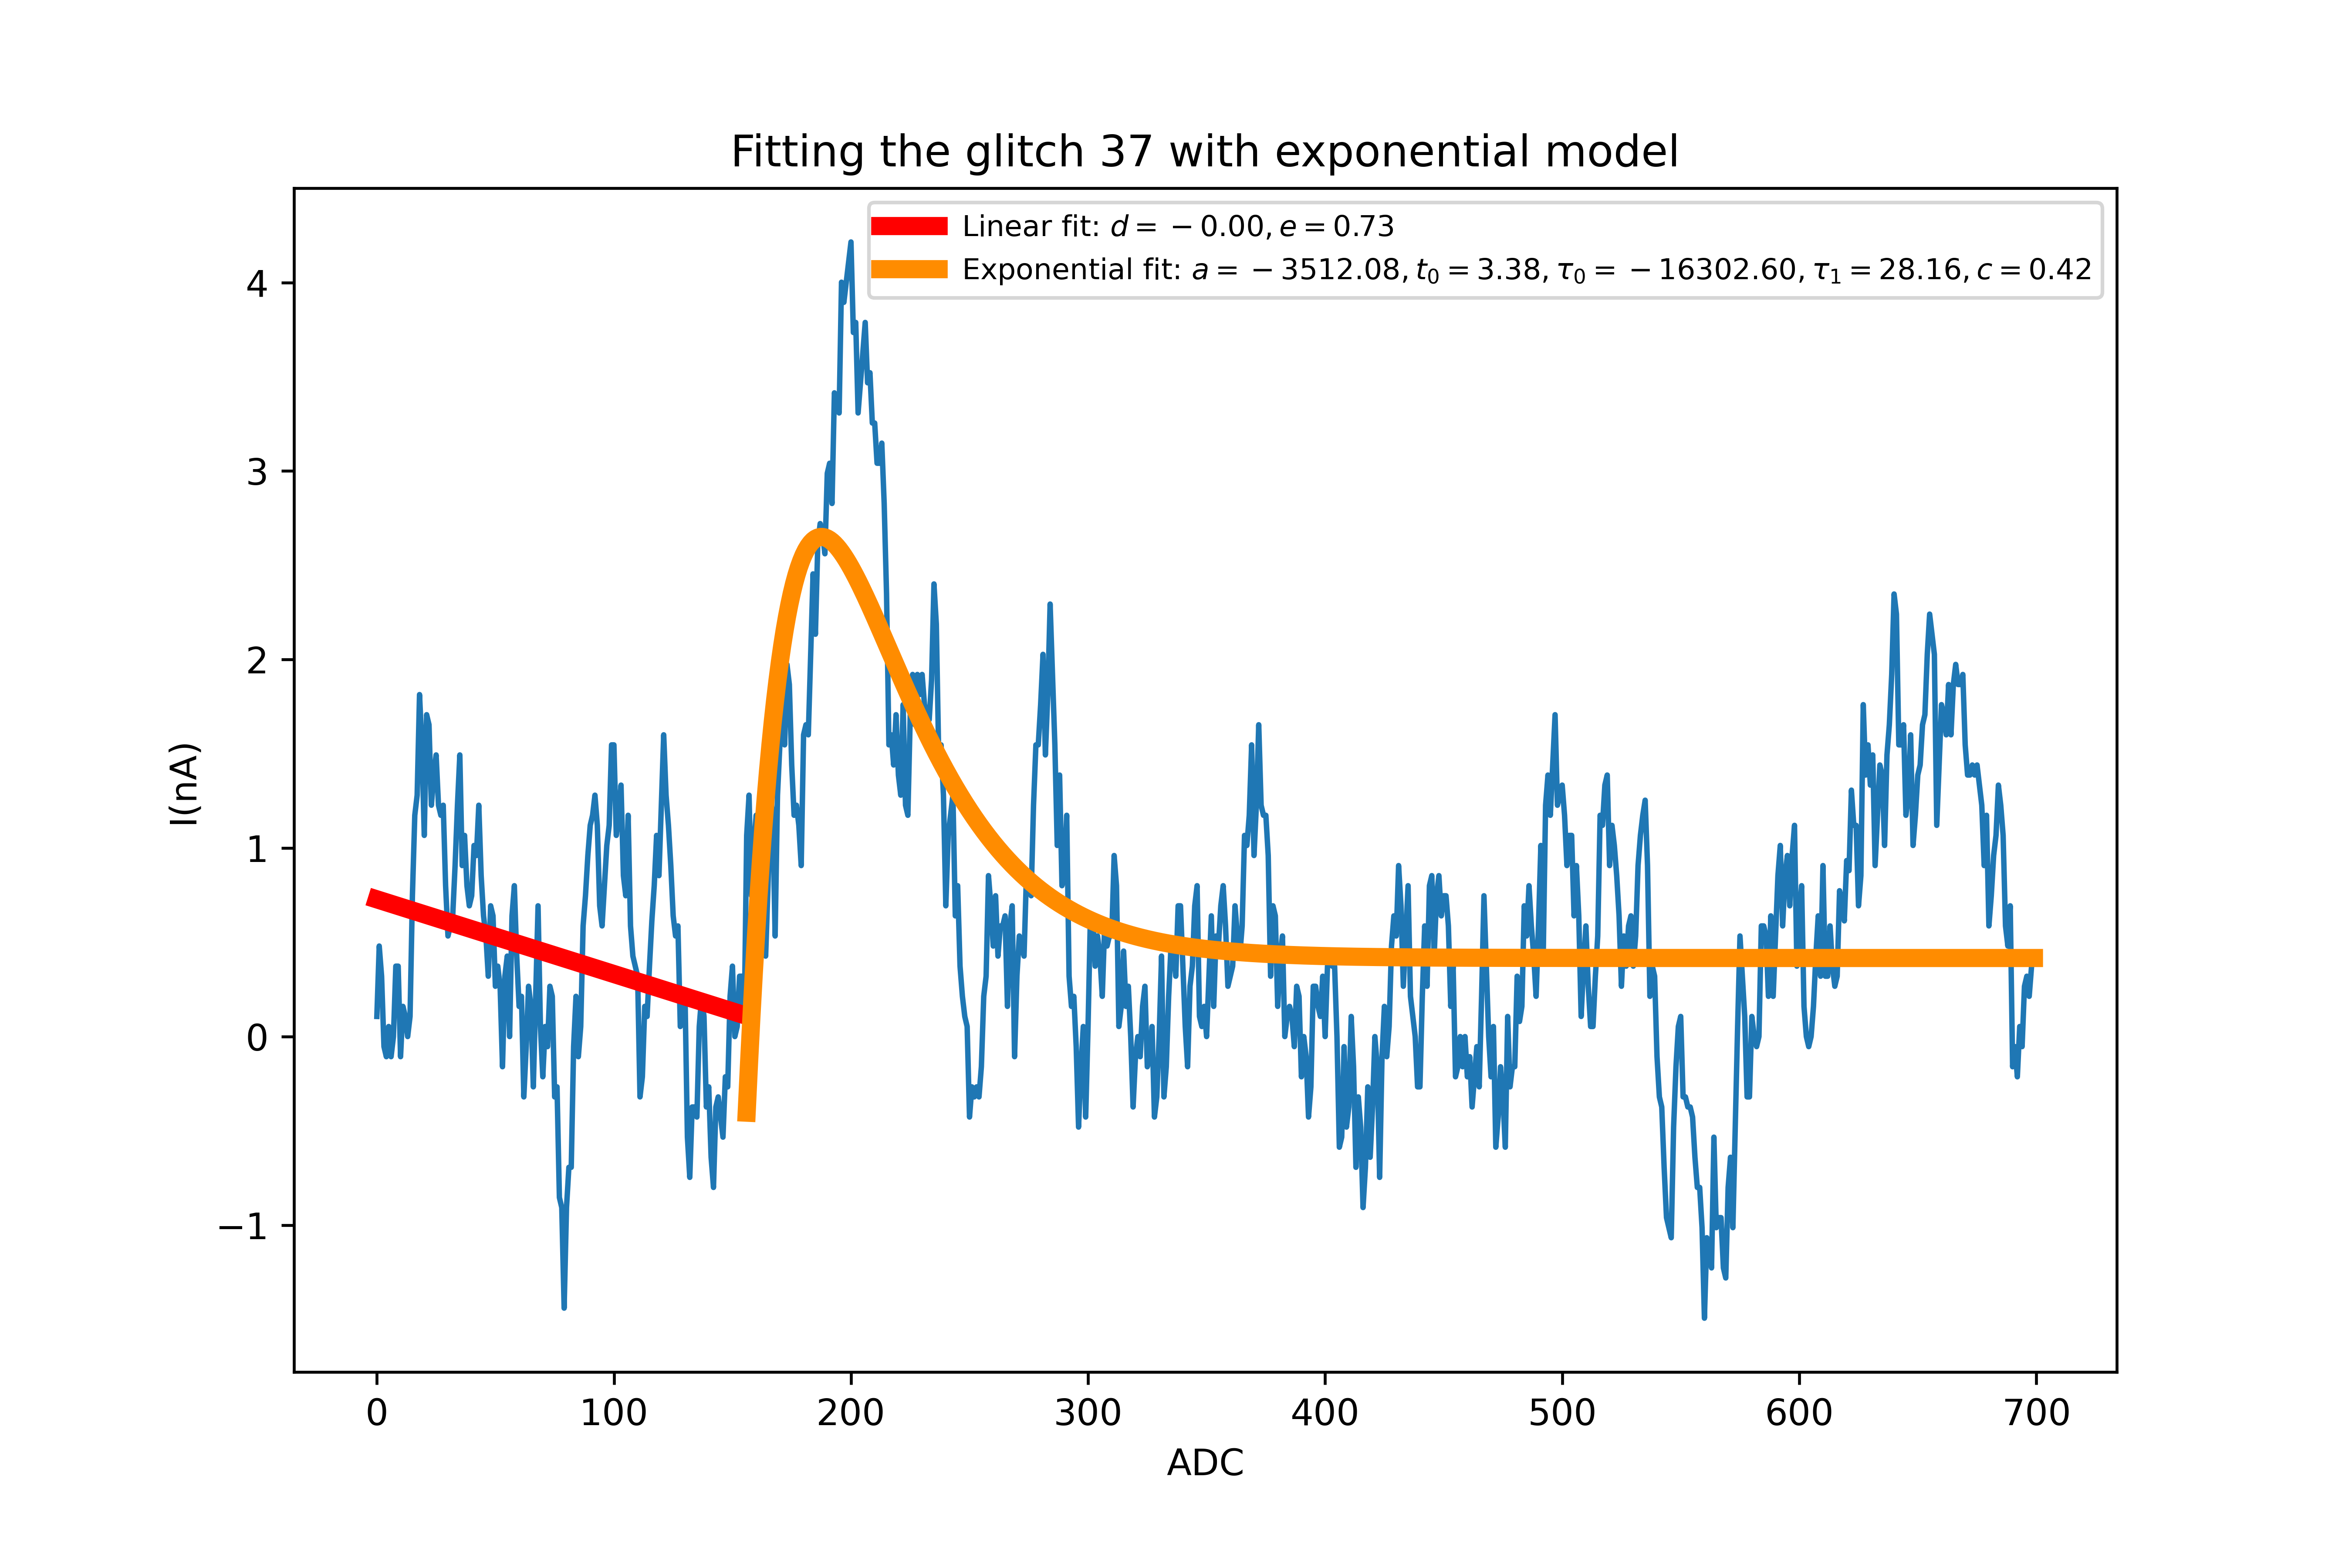 Fitting the glitch 37 with exponential model
Linear fit: d = −0.00, e = 0.73
Exponential fit: a = −3512.08, t₀ = 3.38, τ₀ = −16302.60, τ₁ = 28.16, c = 0.42
4
3
2
1
0
−1
I(nA)
0 100 200 300 400 500 600 700
ADC